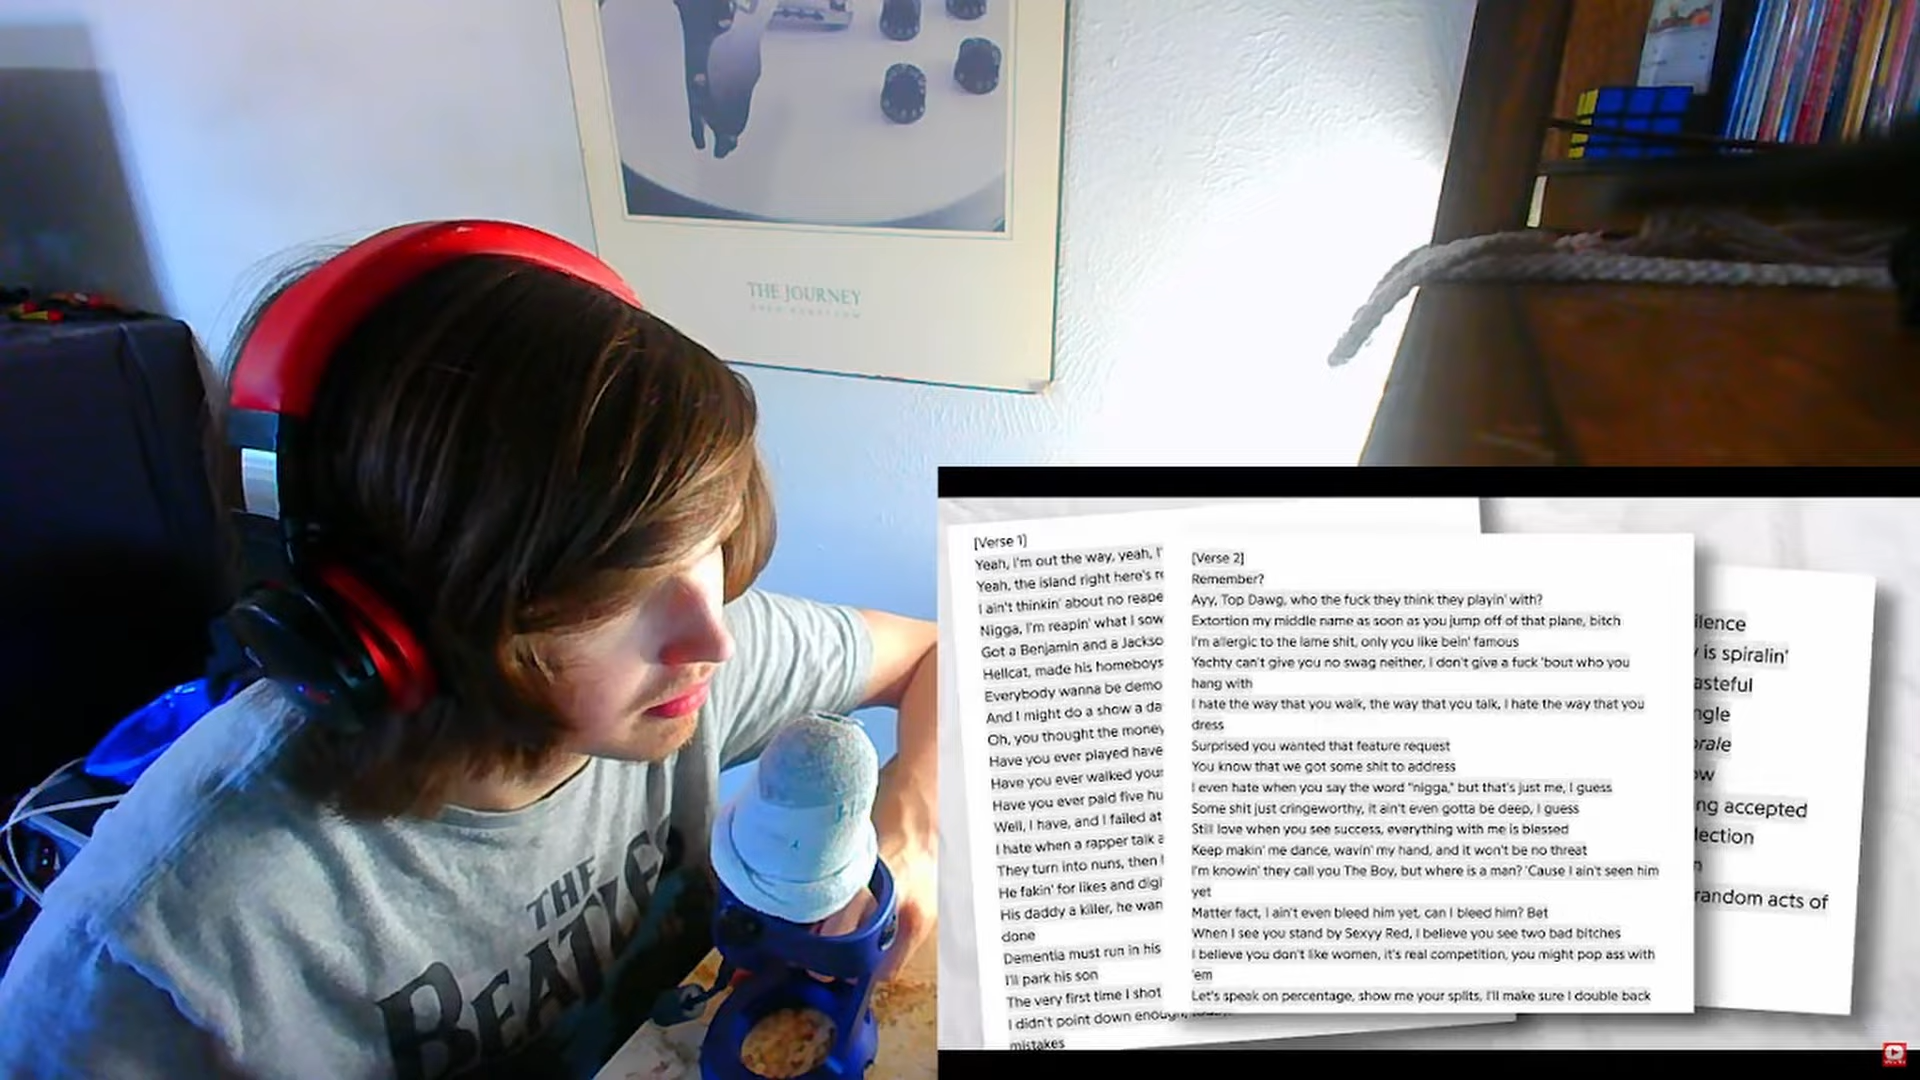 THE JOURNEY
THE
BEATLES
[Verse 1]
Yeah, I'm out the way, yeah, I'
Yeah, the island right here's re
I ain't thinkin' about no reape
Nigga, I'm reapin' what I sow
Got a Benjamin and a Jackso
Hellcat, made his homeboys
Everybody wanna be demo
And I might do a show a da
Oh, you thought the money
Have you ever played have
Have you ever walked your
Have you ever paid five hu
Well, I have, and I failed at
I hate when a rapper talk a
They turn into nuns, then
He fakin' for likes and digi
His daddy a killer, he wan
done
Dementia must run in his
I'll park his son
The very first time I shot
I didn't point down enough,
mistakes
[Verse 2]
Remember?
Ayy, Top Dawg, who the fuck they think they playin' with?
Extortion my middle name as soon as you jump off of that plane, bitch
I'm allergic to the lame shit, only you like bein' famous
Yachty can't give you no swag neither, I don't give a fuck 'bout who you
hang with
I hate the way that you walk, the way that you talk, I hate the way that you
dress
Surprised you wanted that feature request
You know that we got some shit to address
I even hate when you say the word "nigga," but that's just me, I guess
Some shit just cringeworthy, it ain't even gotta be deep, I guess
Still love when you see success, everything with me is blessed
Keep makin' me dance, wavin' my hand, and it won't be no threat
I'm knowin' they call you The Boy, but where is a man? 'Cause I ain't seen him
yet
Matter fact, I ain't even bleed him yet, can I bleed him? Bet
When I see you stand by Sexyy Red, I believe you see two bad bitches
I believe you don't like women, it's real competition, you might pop ass with
'em
Let's speak on percentage, show me your splits, I'll make sure I double back
ilence
is spiralin'
asteful
ngle
orale
ow
ng accepted
lection
n
random acts of